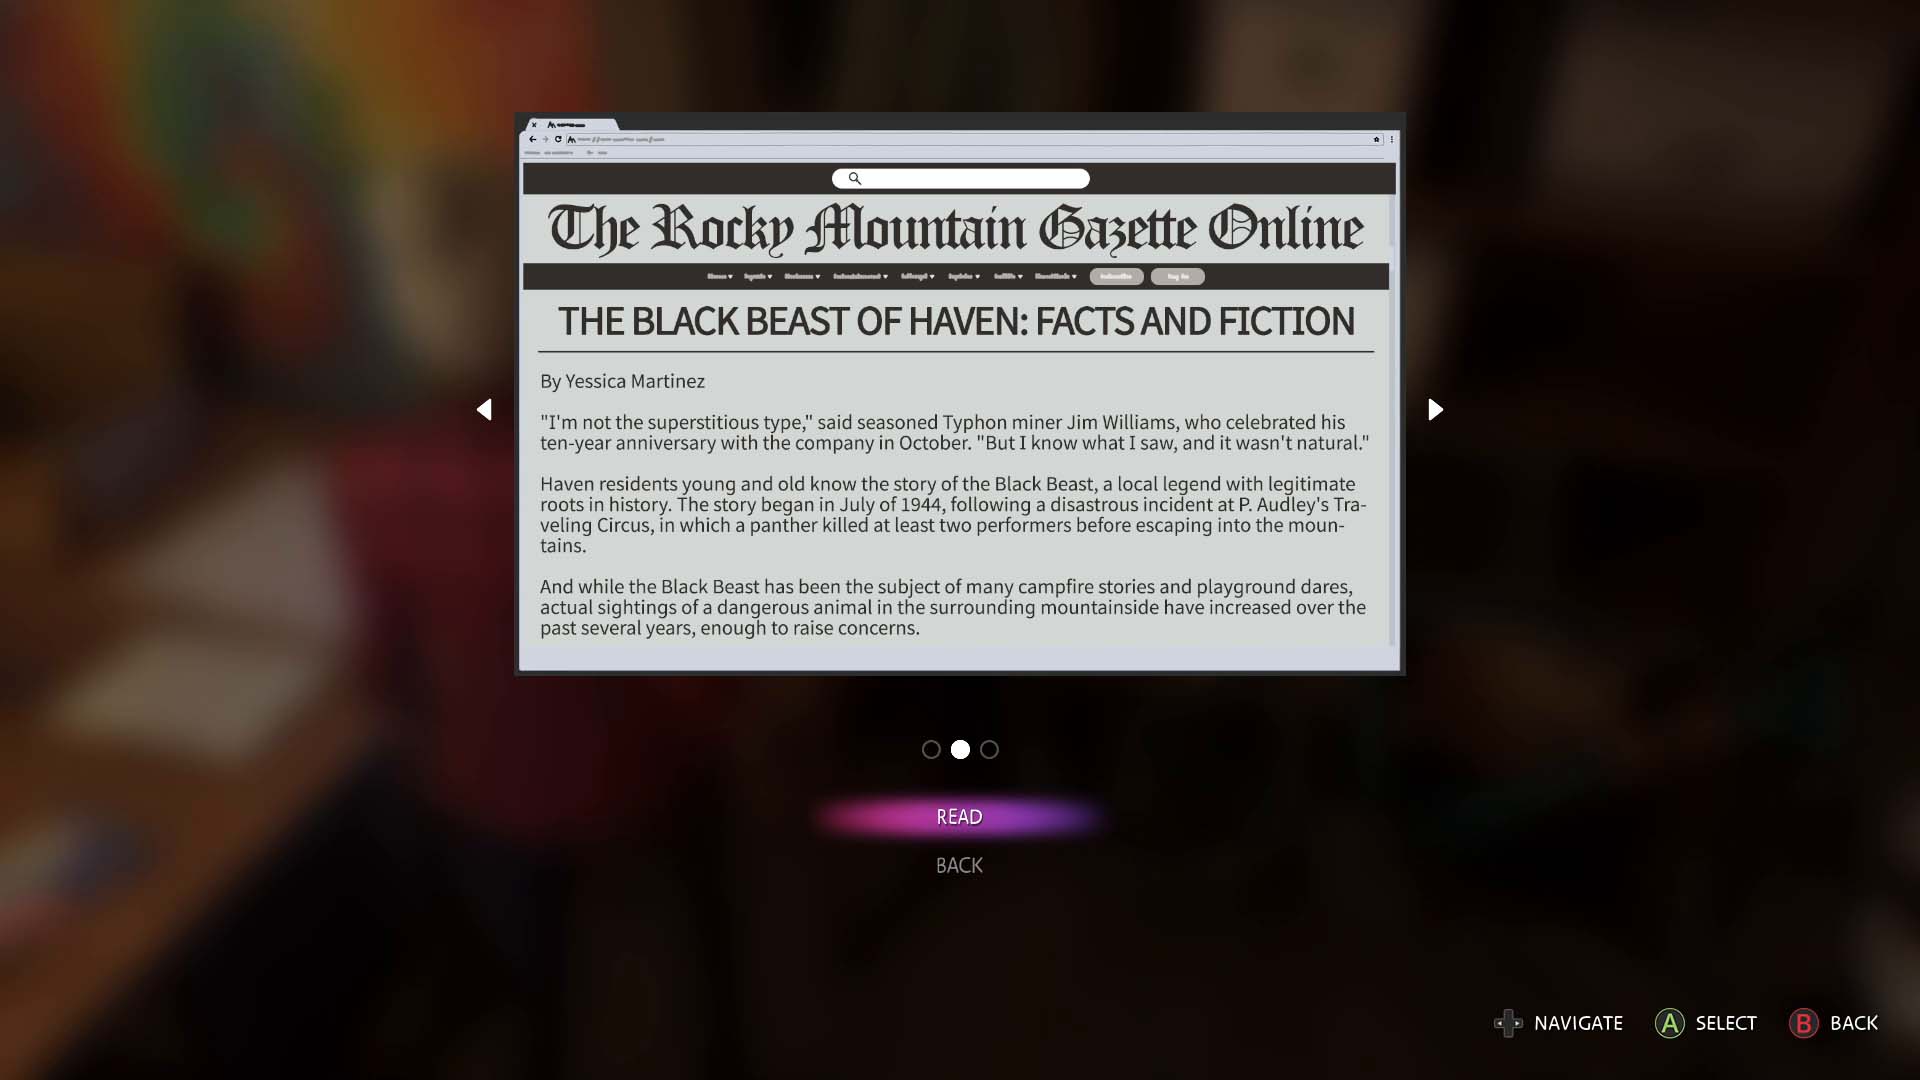 The Rocky Mountain Gazette Online
THE BLACK BEAST OF HAVEN: FACTS AND FICTION
By Yessica Martinez
"I'm not the superstitious type," said seasoned Typhon miner Jim Williams, who celebrated his
ten-year anniversary with the company in October. "But I know what I saw, and it wasn't natural."
Haven residents young and old know the story of the Black Beast, a local legend with legitimate
roots in history. The story began in July of 1944, following a disastrous incident at P. Audley's Tra-
veling Circus, in which a panther killed at least two performers before escaping into the moun-
tains.
And while the Black Beast has been the subject of many campfire stories and playground dares,
actual sightings of a dangerous animal in the surrounding mountainside have increased over the
past several years, enough to raise concerns.
READ
BACK
NAVIGATE A SELECT B BACK